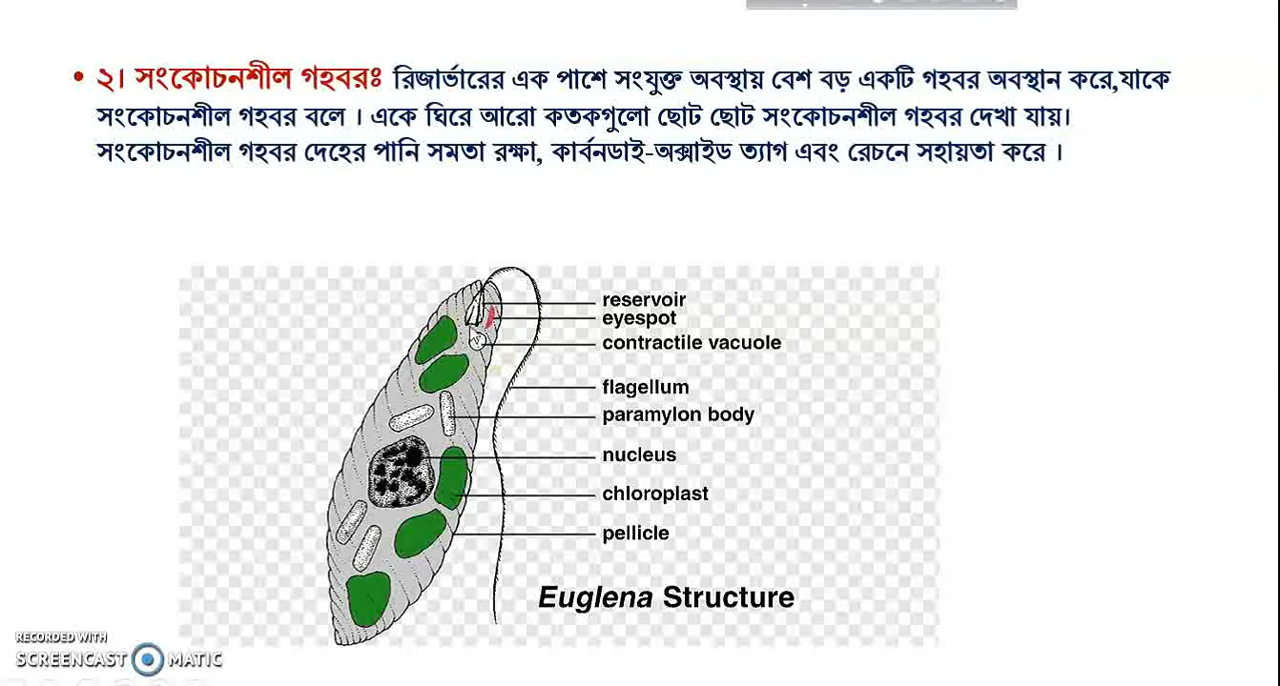 • ২। সংকোচনশীল গহবরঃ রিজার্ভারের এক পাশে সংযুক্ত অবস্থায় বেশ বড় একটি গহবর অবস্থান করে,যাকে
সংকোচনশীল গহবর বলে । একে ঘিরে আরো কতকগুলো ছোট ছোট সংকোচনশীল গহবর দেখা যায়।
সংকোচনশীল গহবর দেহের পানি সমতা রক্ষা, কার্বনডাই-অক্সাইড ত্যাগ এবং রেচনে সহায়তা করে ।
reservoir
eyespot
contractile vacuole
flagellum
paramylon body
nucleus
chloroplast
pellicle
Euglena Structure
RECORDED WITH
SCREENCAST MATIC